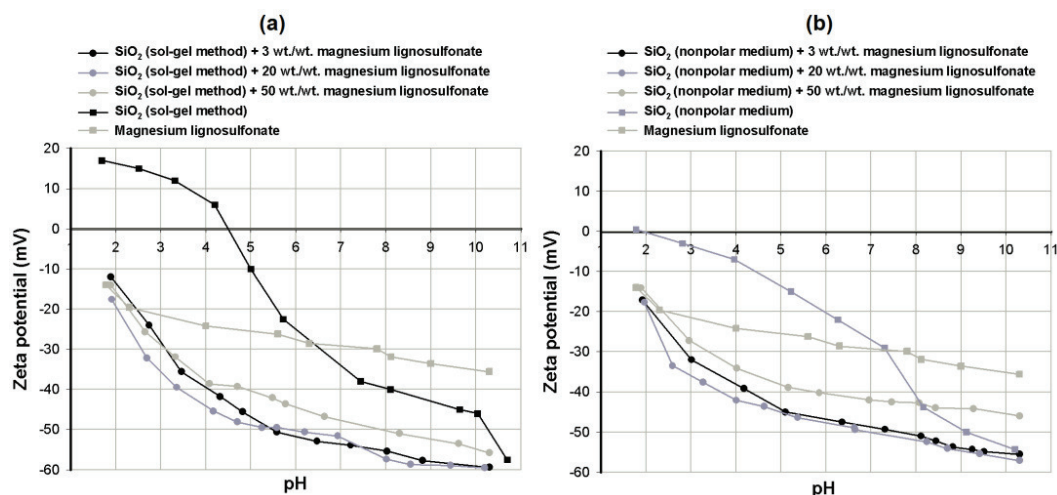 (a)
SiO2 (sol-gel method) + 3 wt./wt. magnesium lignosulfonate
SiO2 (sol-gel method) + 20 wt./wt. magnesium lignosulfonate
SiO2 (sol-gel method) + 50 wt./wt. magnesium lignosulfonate
SiO2 (sol-gel method)
Magnesium lignosulfonate
20
10
0
-10
-20
-30
-40
-50
-60
Zeta potential (mV)
2 3 4 5 6 7 8 9 10 11
pH
(b)
SiO2 (nonpolar medium) + 3 wt./wt. magnesium lignosulfonate
SiO2 (nonpolar medium) + 20 wt./wt. magnesium lignosulfonate
SiO2 (nonpolar medium) + 50 wt./wt. magnesium lignosulfonate
SiO2 (nonpolar medium)
Magnesium lignosulfonate
20
10
0
-10
-20
-30
-40
-50
-60
Zeta potential (mV)
2 3 4 5 6 7 8 9 10 11
pH